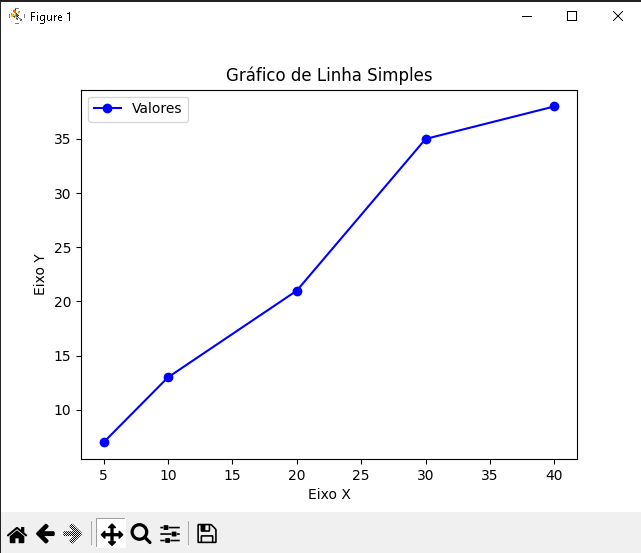 Figure 1
Gráfico de Linha Simples
Valores
35
30
25
20
15
10
Eixo Y
5 10 15 20 25 30 35 40
Eixo X